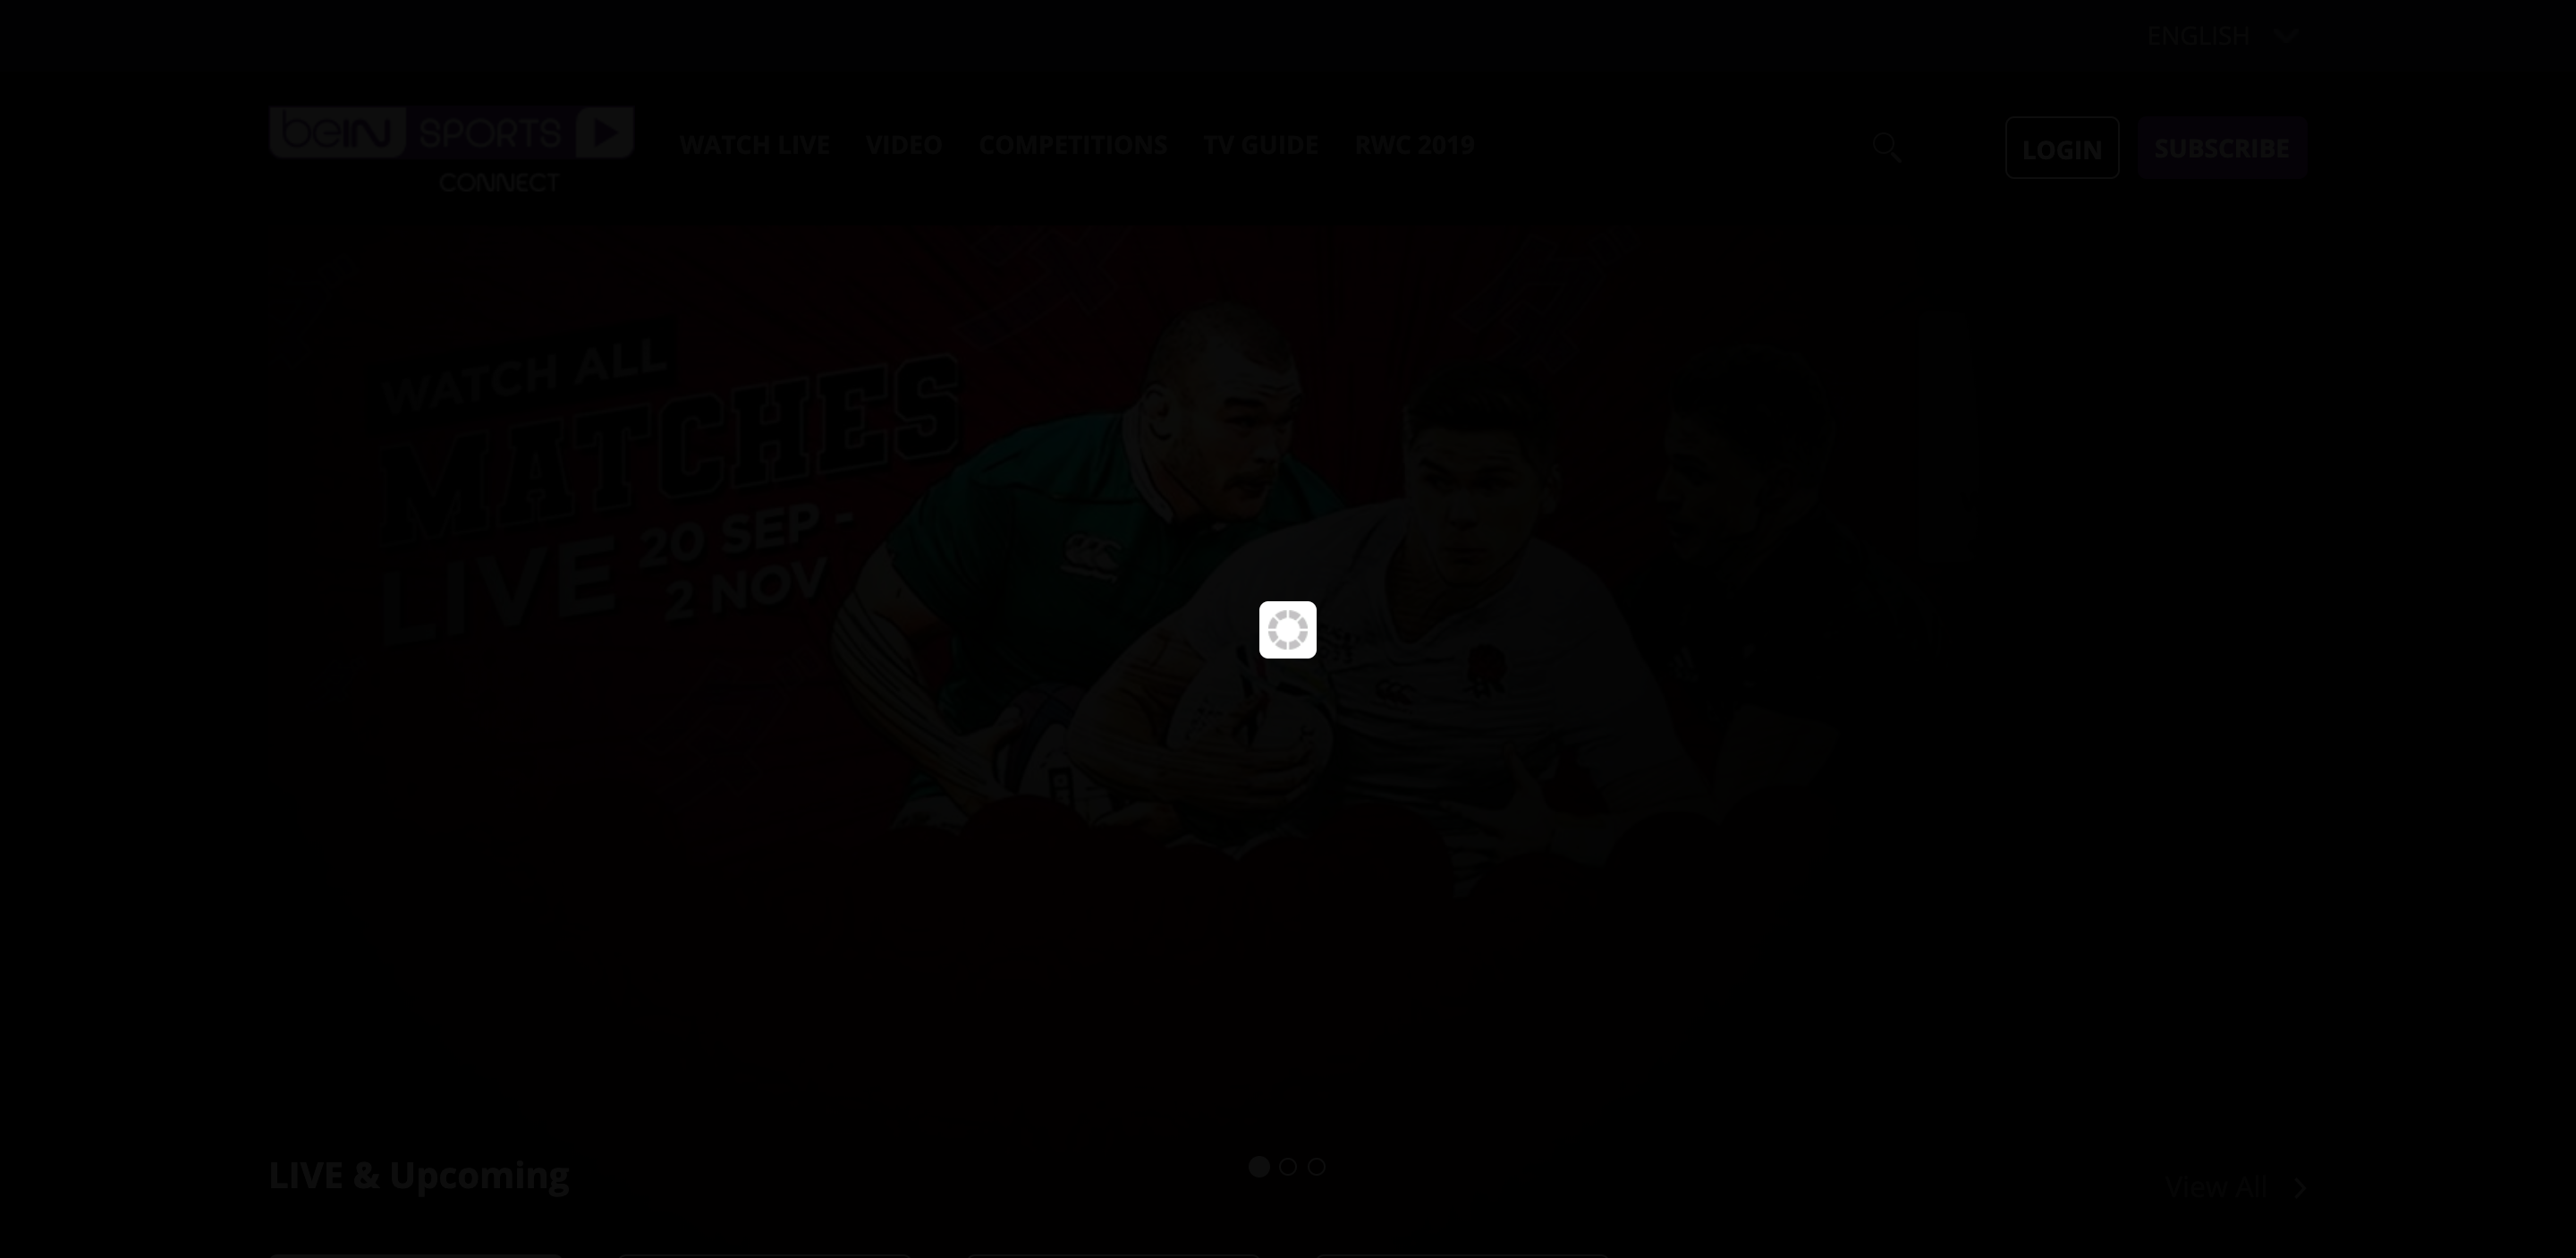 ENGLISH
beIN SPORTS
CONNECT
WATCH LIVE VIDEO COMPETITIONS TV GUIDE RWC 2019
LOGIN SUBSCRIBE
WATCH ALL
MATCHES
LIVE 20 SEP -
2 NOV
LIVE & Upcoming
View All